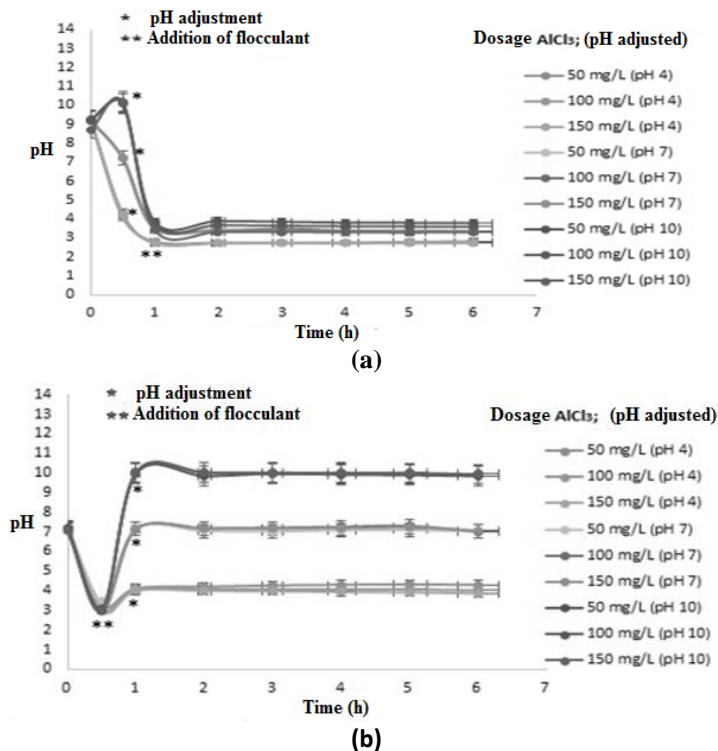 * pH adjustment
** Addition of flocculant
Dosage AlCl₃; (pH adjusted)
14
13
12
11
10
9
8
7
6
5
4
3
2
1
0
pH
*
*
*
**
50 mg/L (pH 4)
100 mg/L (pH 4)
150 mg/L (pH 4)
50 mg/L (pH 7)
100 mg/L (pH 7)
150 mg/L (pH 7)
50 mg/L (pH 10)
100 mg/L (pH 10)
150 mg/L (pH 10)
0 1 2 3 4 5 6 7
Time (h)
(a)
* pH adjustment
** Addition of flocculant
Dosage AlCl₃; (pH adjusted)
14
13
12
11
10
9
8
7
6
5
4
3
2
1
0
pH
*
*
*
**
50 mg/L (pH 4)
100 mg/L (pH 4)
150 mg/L (pH 4)
50 mg/L (pH 7)
100 mg/L (pH 7)
150 mg/L (pH 7)
50 mg/L (pH 10)
100 mg/L (pH 10)
150 mg/L (pH 10)
0 1 2 3 4 5 6 7
Time (h)
(b)